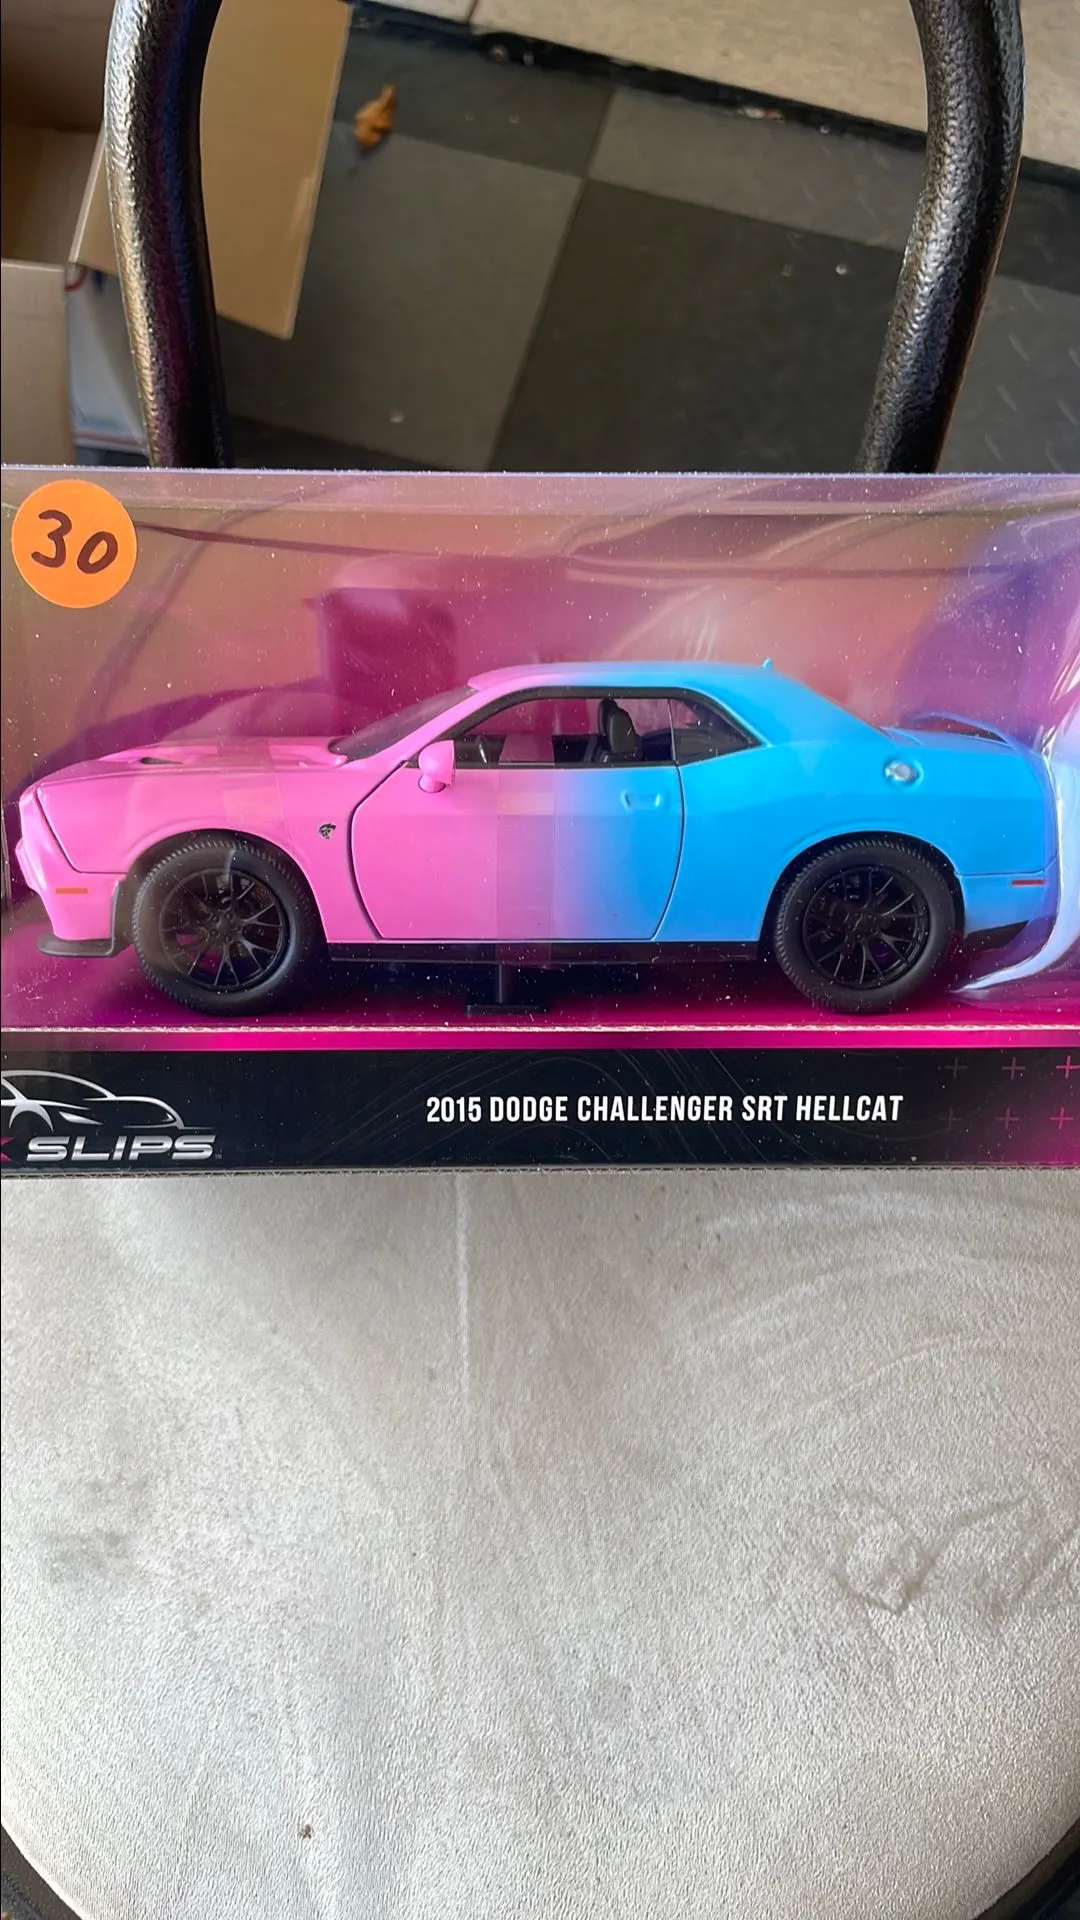 30
2015 DODGE CHALLENGER SRT HELLCAT
SLIPS